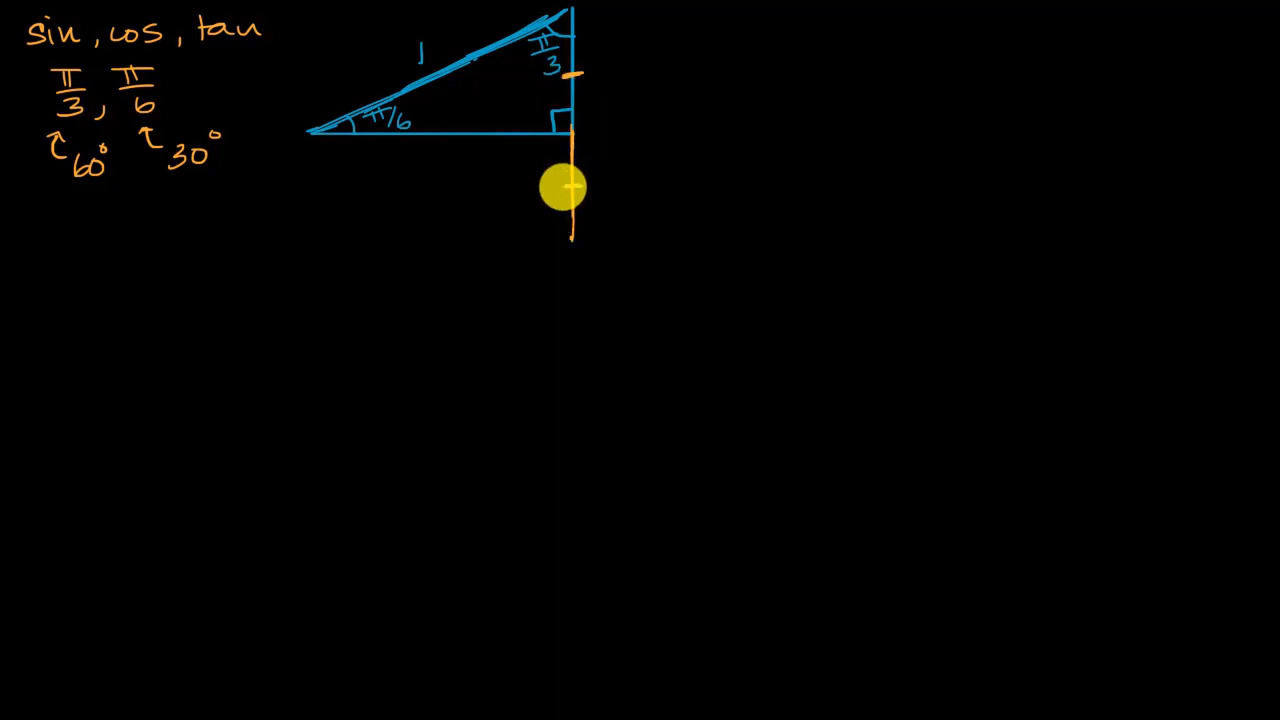 sin, cos, tan
π/3, π/6
60° 30°
1
π/3
π/6